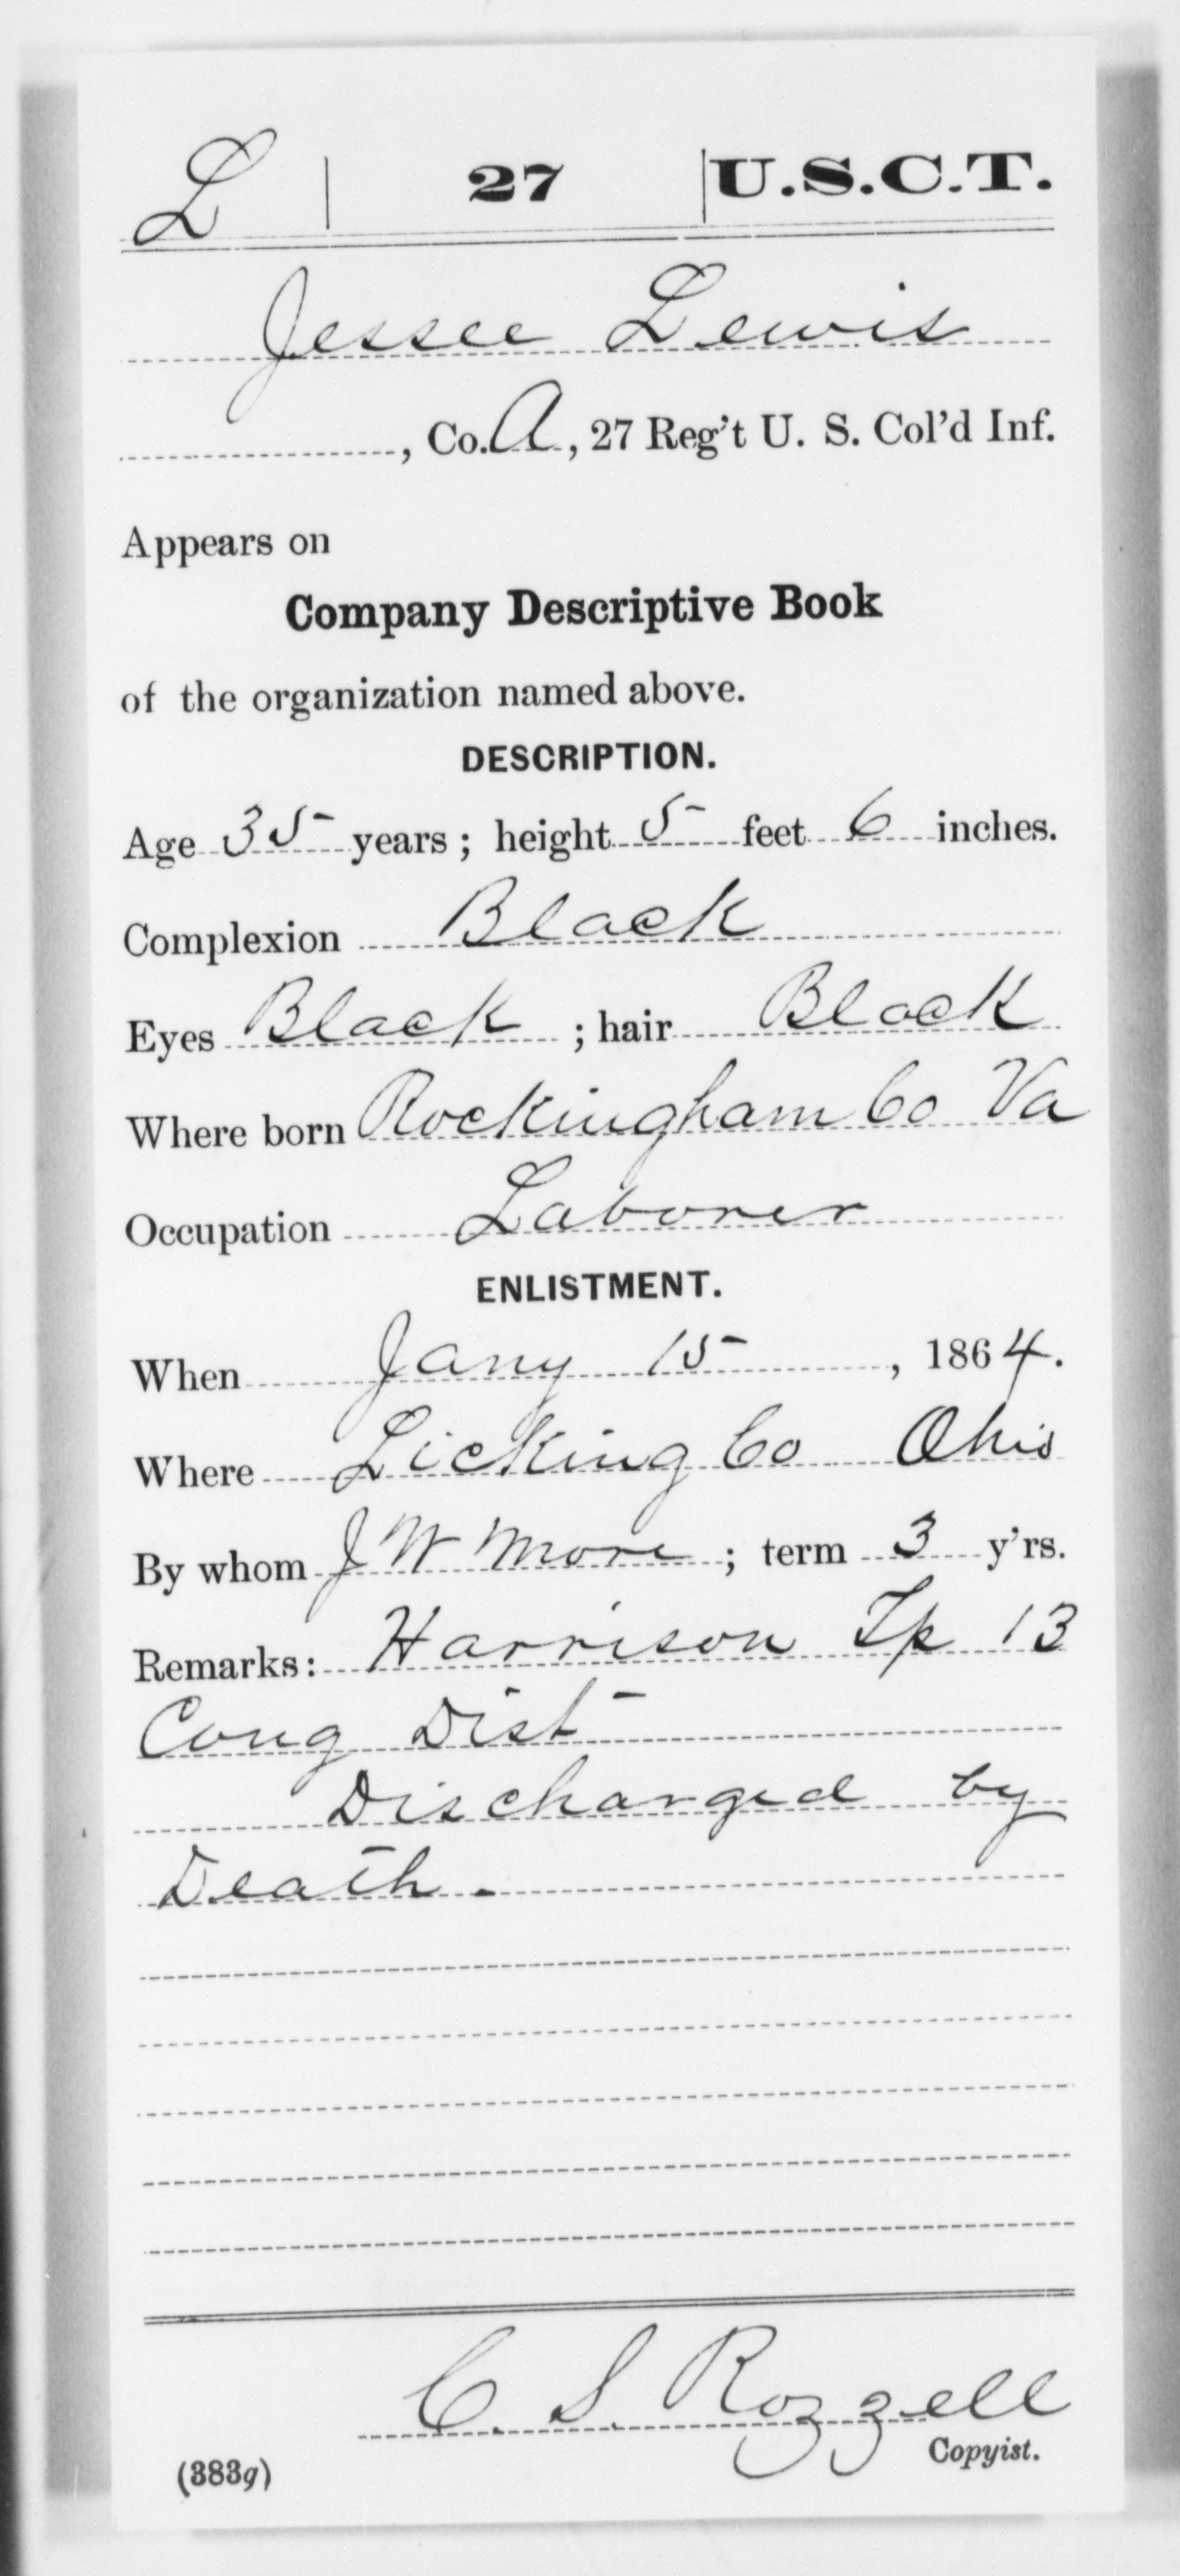 L | 27 | U.S.C.T.
Jessee Lewis
, Co. A, 27 Reg't U. S. Col'd Inf.
Appears on
Company Descriptive Book
of the organization named above.
DESCRIPTION.
Age 35 years; height 5 feet 6 inches.
Complexion Black
Eyes Black; hair Black
Where born Rockingham Co Va
Occupation Laborer
ENLISTMENT.
When Jany 15, 1864.
Where Licking Co Ohio
By whom J W More; term 3 y'rs.
Remarks: Harrison Tp 13
Cong Dist
Discharged by
Death.
C. S. Rozzell
Copyist.
(383g)